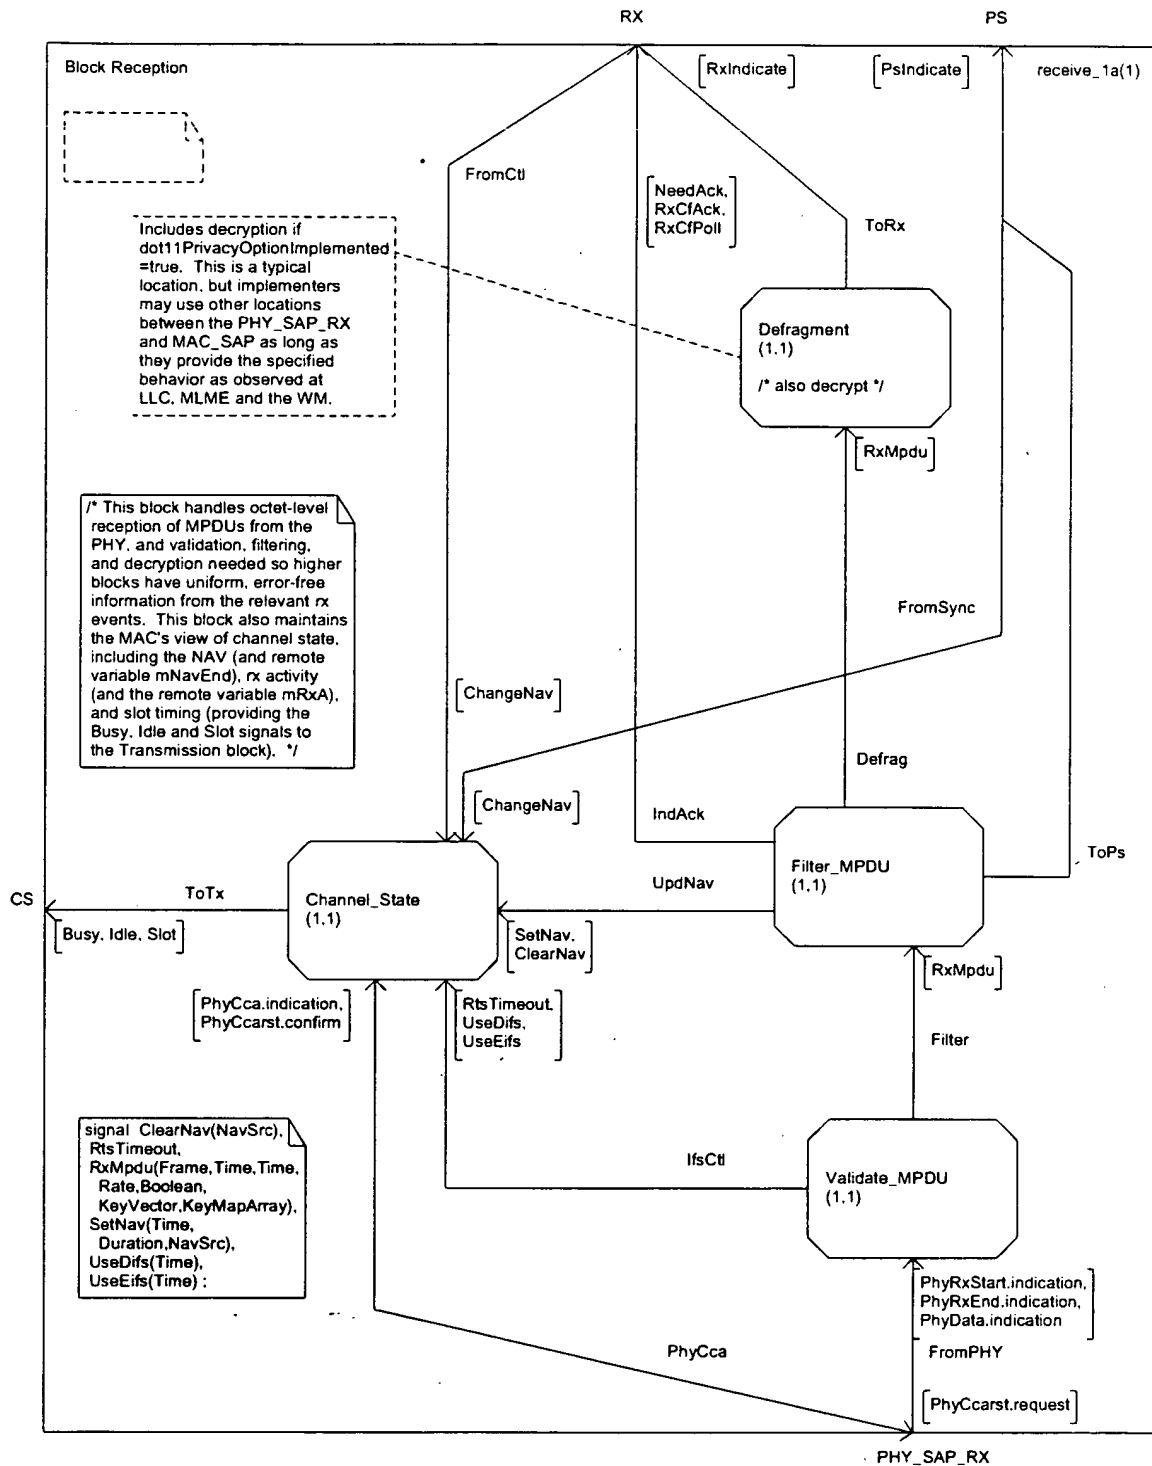 RX
PS
Block Reception
[RxIndicate]
[PsIndicate]
receive_1a(1)
FromCtl
NeedAck,
RxCfAck,
RxCfPoll
ToRx
Includes decryption if
dot11PrivacyOptionImplemented
=true. This is a typical
location, but implementers
may use other locations
between the PHY_SAP_RX
and MAC_SAP as long as
they provide the specified
behavior as observed at
LLC, MLME and the WM.
Defragment
(1,1)
/* also decrypt */
[RxMpdu]
/* This block handles octet-level
reception of MPDUs from the
PHY, and validation, filtering,
and decryption needed so higher
blocks have uniform, error-free
information from the relevant rx
events. This block also maintains
the MAC's view of channel state,
including the NAV (and remote
variable mNavEnd), rx activity
(and the remote variable mRxA),
and slot timing (providing the
Busy, Idle and Slot signals to
the Transmission block). */
FromSync
[ChangeNav]
Defrag
[ChangeNav]
IndAck
ToPs
Filter_MPDU
(1,1)
UpdNav
CS
ToTx
Channel_State
(1,1)
[Busy, Idle, Slot]
SetNav,
ClearNav
[RxMpdu]
PhyCca.indication,
PhyCcarst.confirm
RtsTimeout,
UseDifs,
UseEifs
Filter
signal ClearNav(NavSrc),
RtsTimeout,
RxMpdu(Frame,Time,Time,
Rate,Boolean,
KeyVector,KeyMapArray),
SetNav(Time,
Duration,NavSrc),
UseDifs(Time),
UseEifs(Time) ;
IfsCtl
Validate_MPDU
(1,1)
PhyRxStart.indication,
PhyRxEnd.indication,
PhyData.indication
PhyCca
FromPHY
[PhyCcarst.request]
PHY_SAP_RX